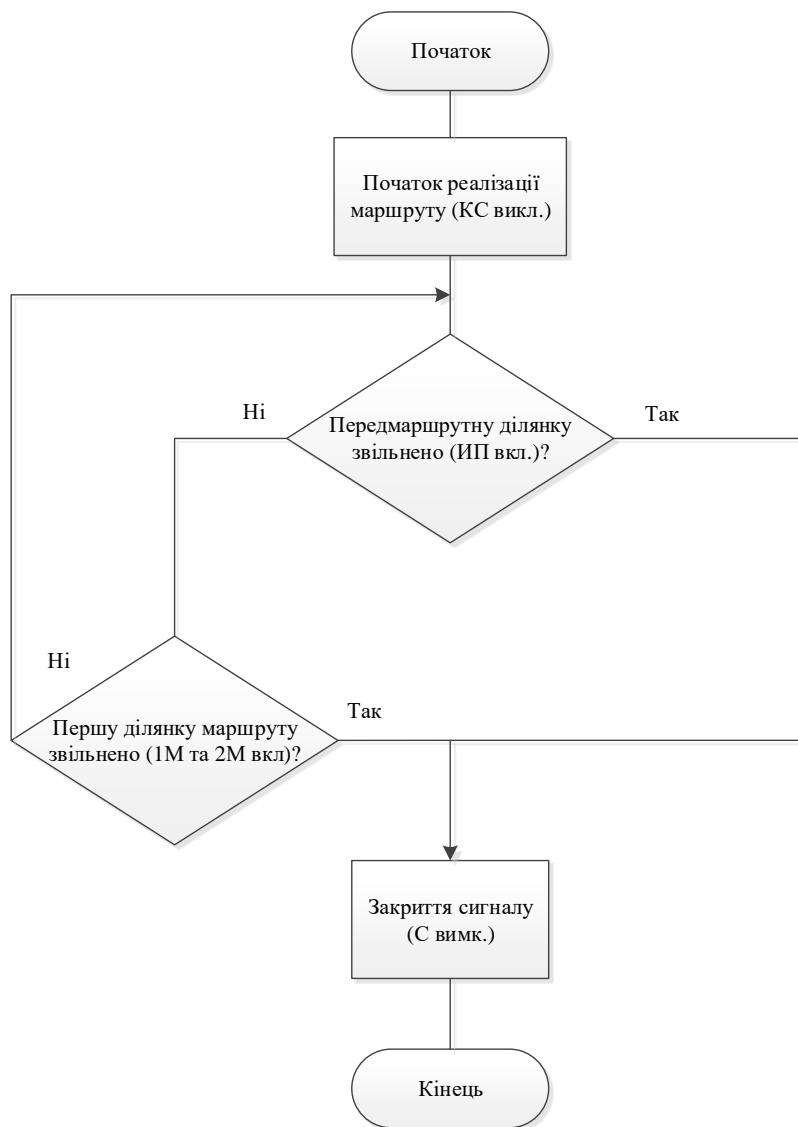 Початок
Початок реалізації
маршруту (КС викл.)
Ні
Передмаршрутну ділянку
звільнено (ИП вкл.)?
Так
Ні
Першу ділянку маршруту
звільнено (1М та 2М вкл)?
Так
Закриття сигналу
(С вимк.)
Кінець